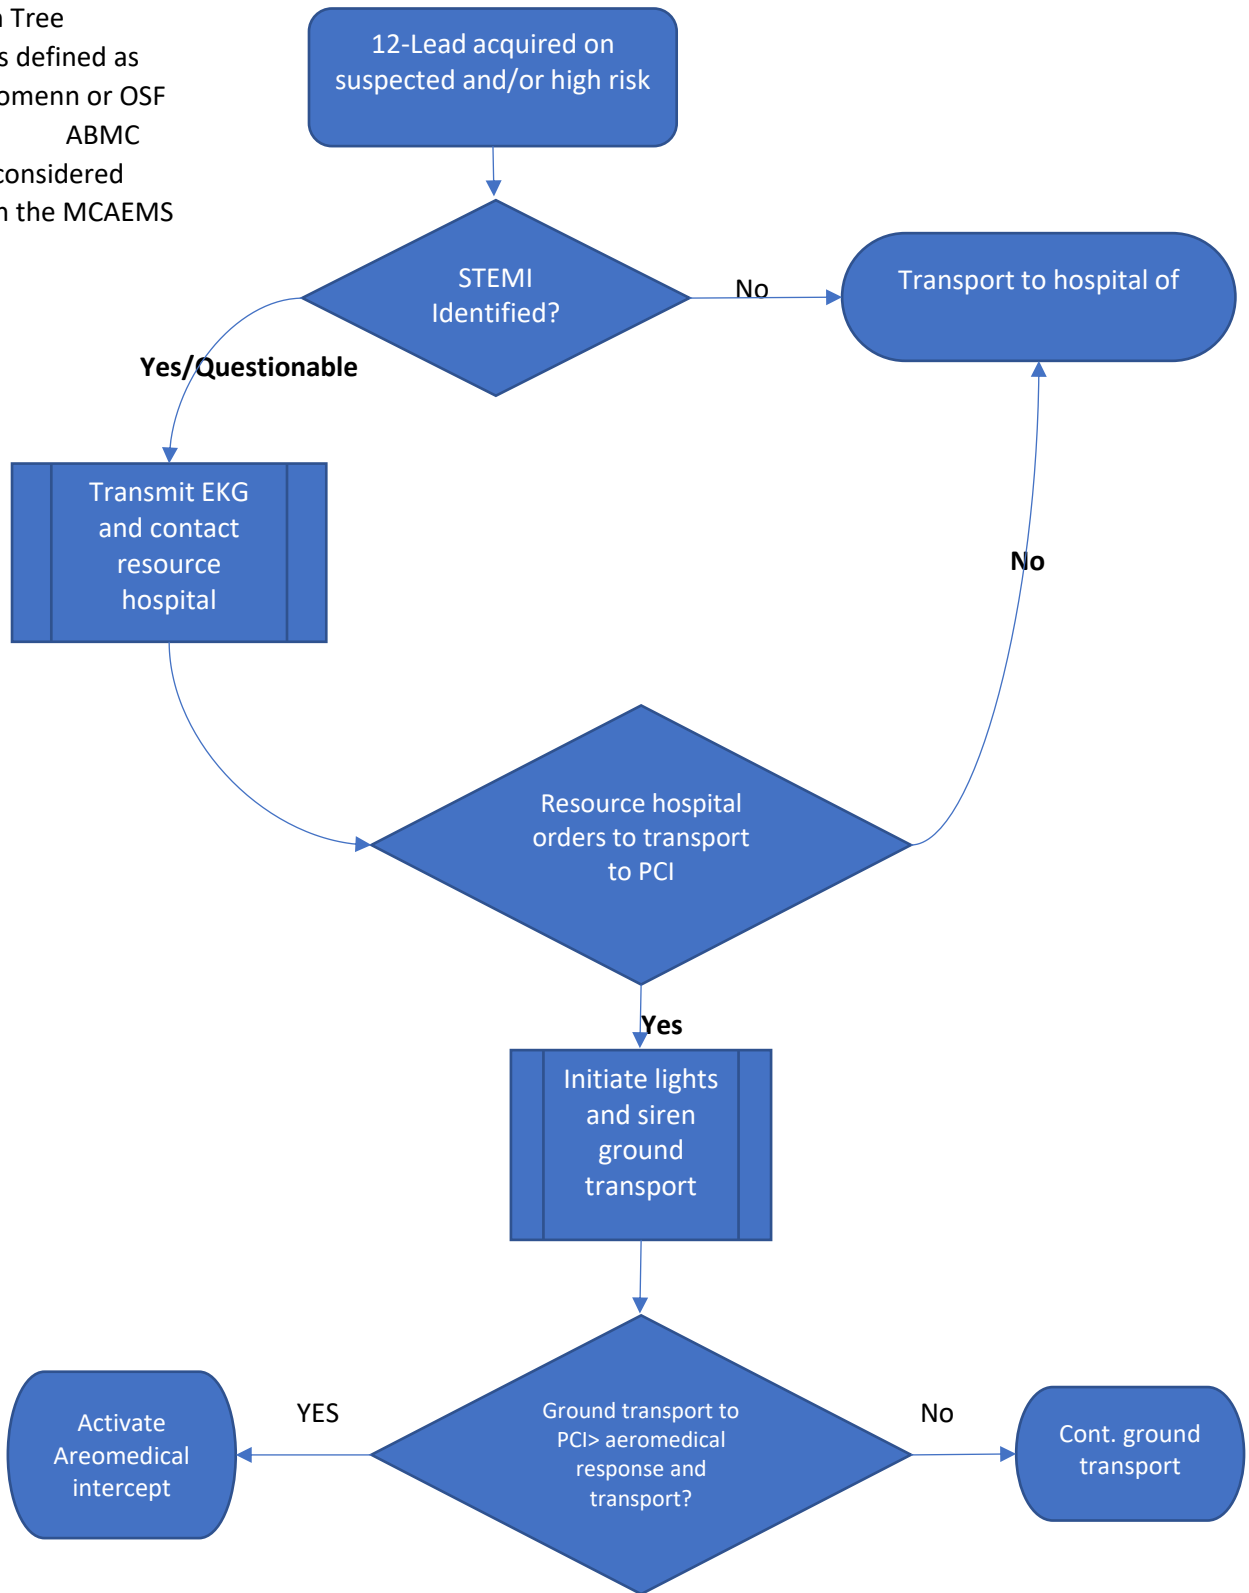 Tree
s defined as
omenn or OSF
ABMC
considered
the MCAEMS
12-Lead acquired on
suspected and/or high risk
STEMI
Identified?
No
Transport to hospital of
Yes/Questionable
Transmit EKG
and contact
resource
hospital
No
Resource hospital
orders to transport
to PCI
Yes
Initiate lights
and siren
ground
transport
Ground transport to
PCI> aeromedical
response and
transport?
YES
Activate
Areomedical
intercept
No
Cont. ground
transport